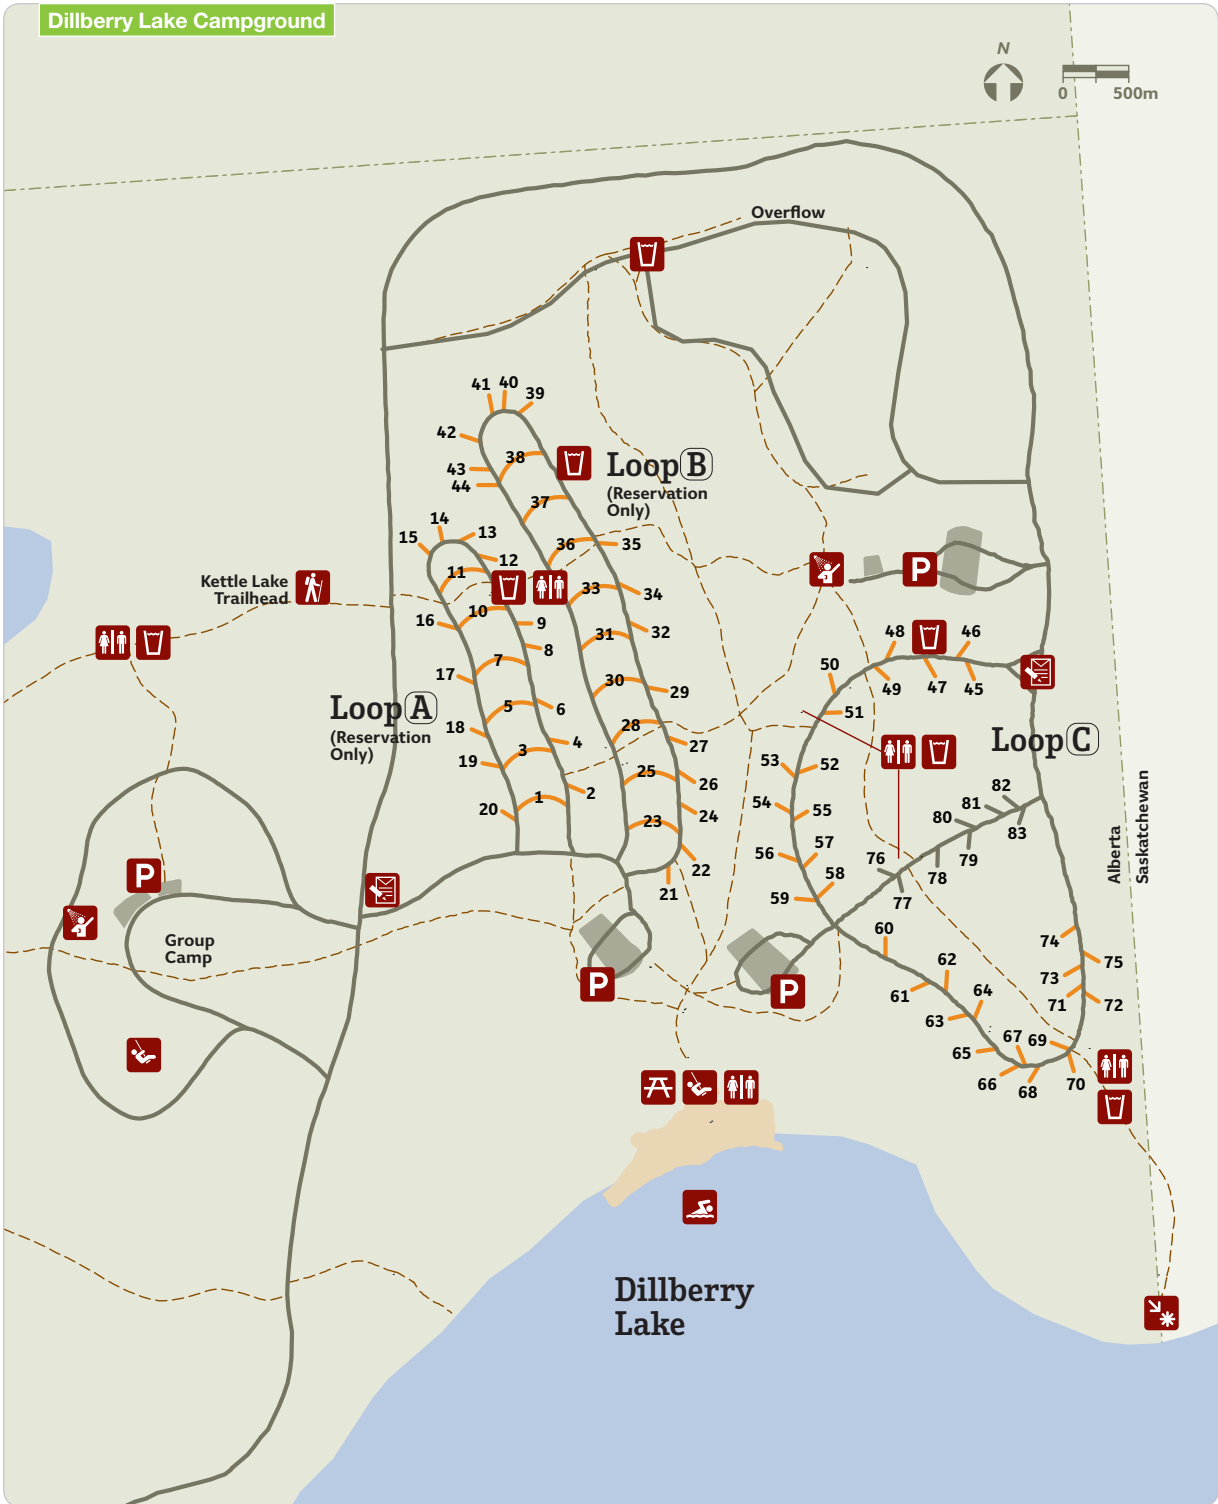 Dillberry Lake Campground
N
0 500m
Overflow
41 40 39
42
38
43
44
37
Loop B
(Reservation
Only)
14
15 13
12
36 35
11
Kettle Lake
Trailhead
P
10
33
34
16
9
31
32
48 46
8
7
50
17
30
29
49 47 45
Loop A
(Reservation
Only)
5
6
51
18
28
4
27
Loop C
3
19
53 52
25
26
82
2
1
54 55
81
20
24
80
83
23
57
56
76
79
Alberta
Saskatchewan
22
58
78
P
21
59
77
60
74
Group
Camp
62
75
73
P
P
61
64
71 72
63
67 69
65
66
68
70
Dillberry
Lake